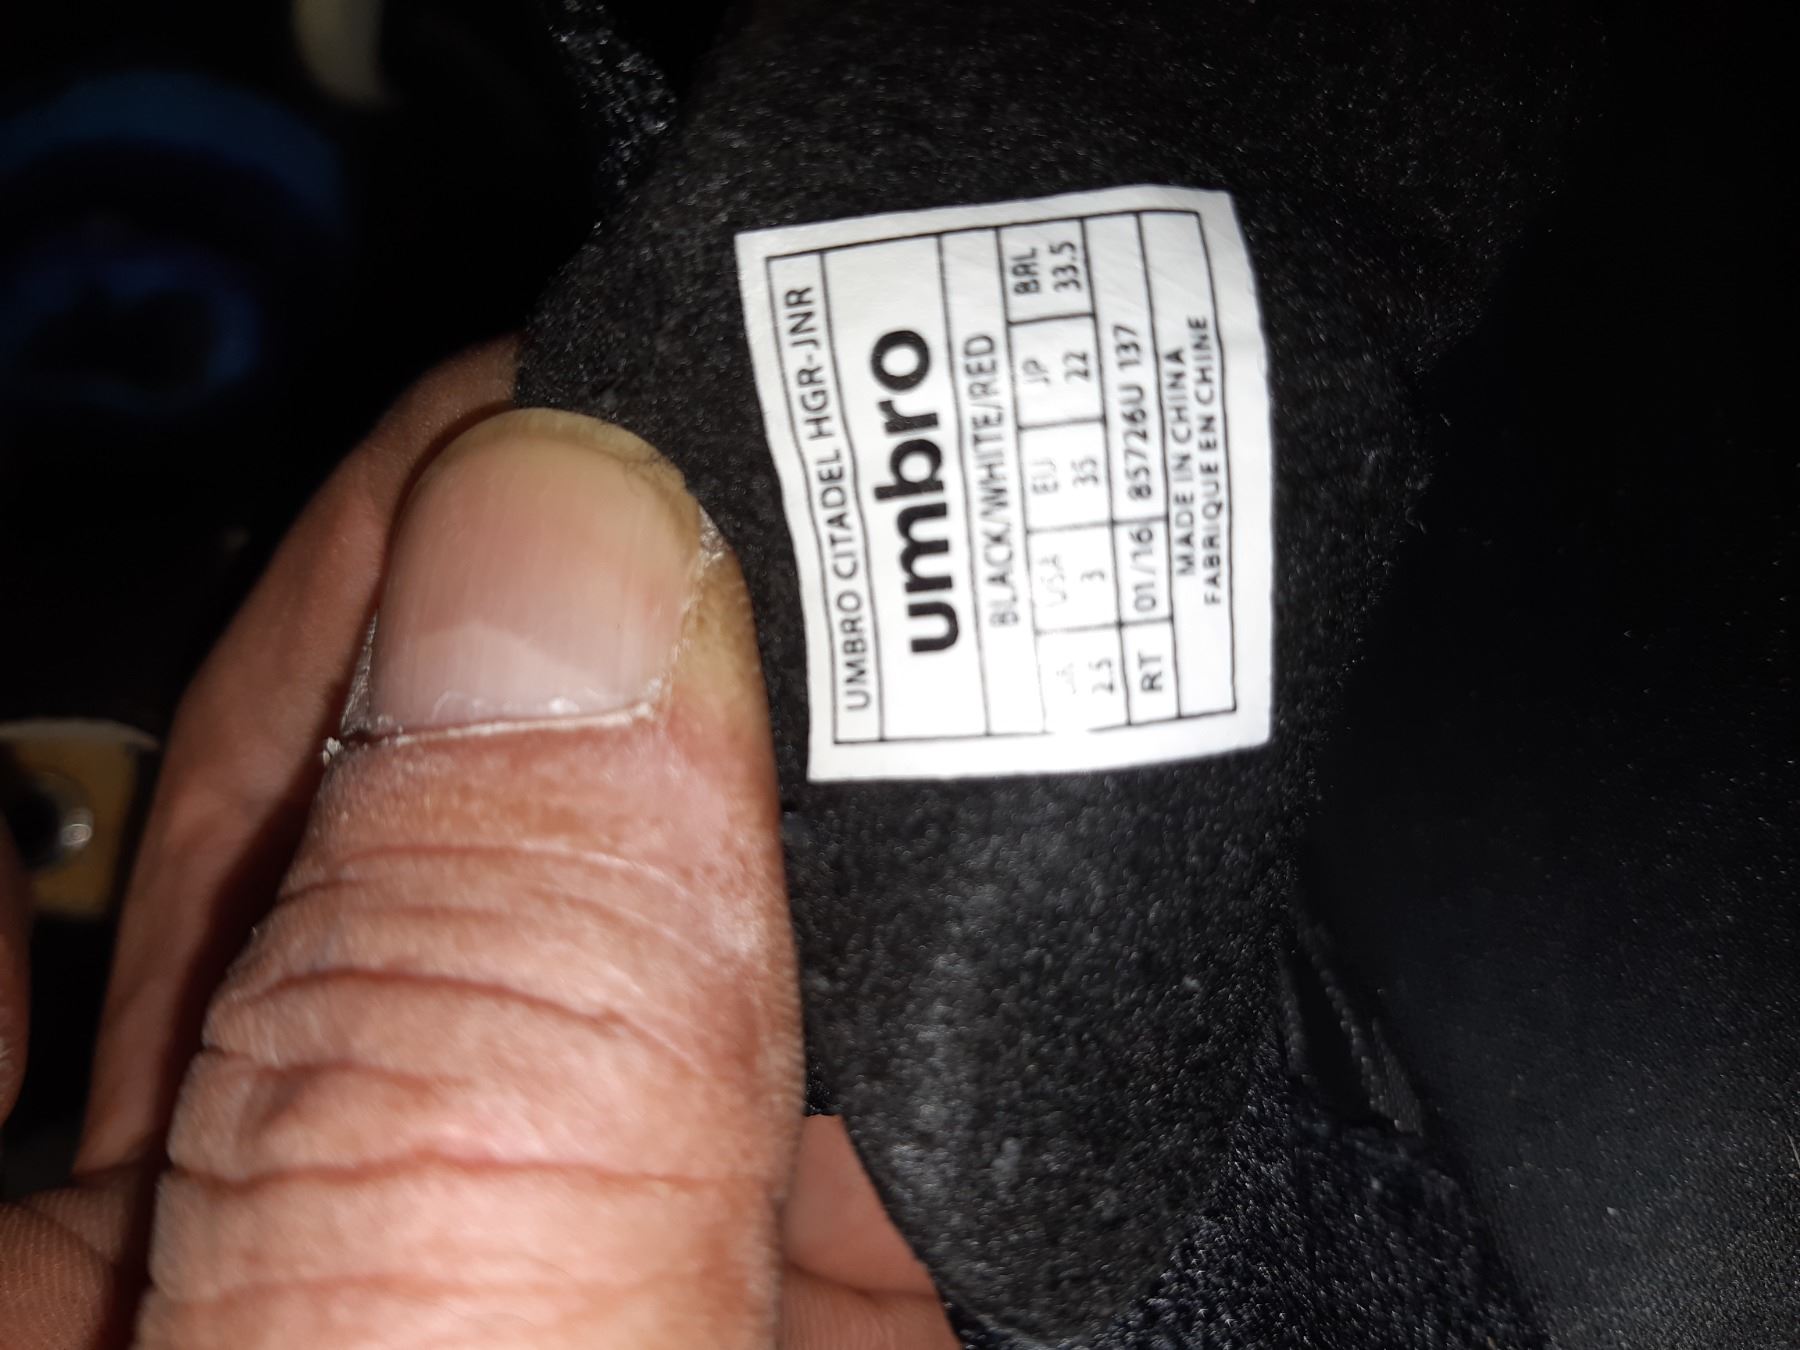 UMBRO CITADEL HGR-JNR
umbro
BLACK/WHITE/RED
USA EU JP BRL
2.5 3 35 22 33.5
RT 01/16 85726U 137
MADE IN CHINA
FABRIQUE EN CHINE